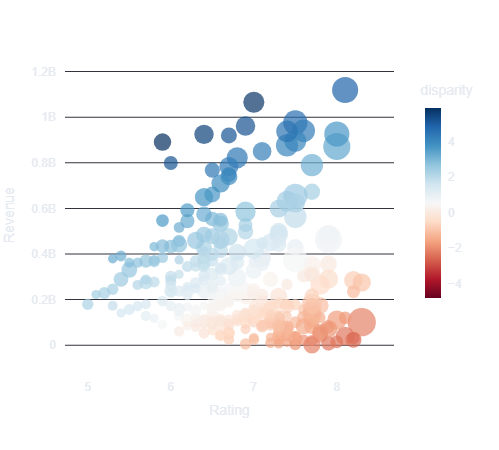 1.2B
disparity
1B
4
0.8B
2
0.6B
0
Revenue
0.4B
−2
0.2B
−4
0
5 6 7 8
Rating